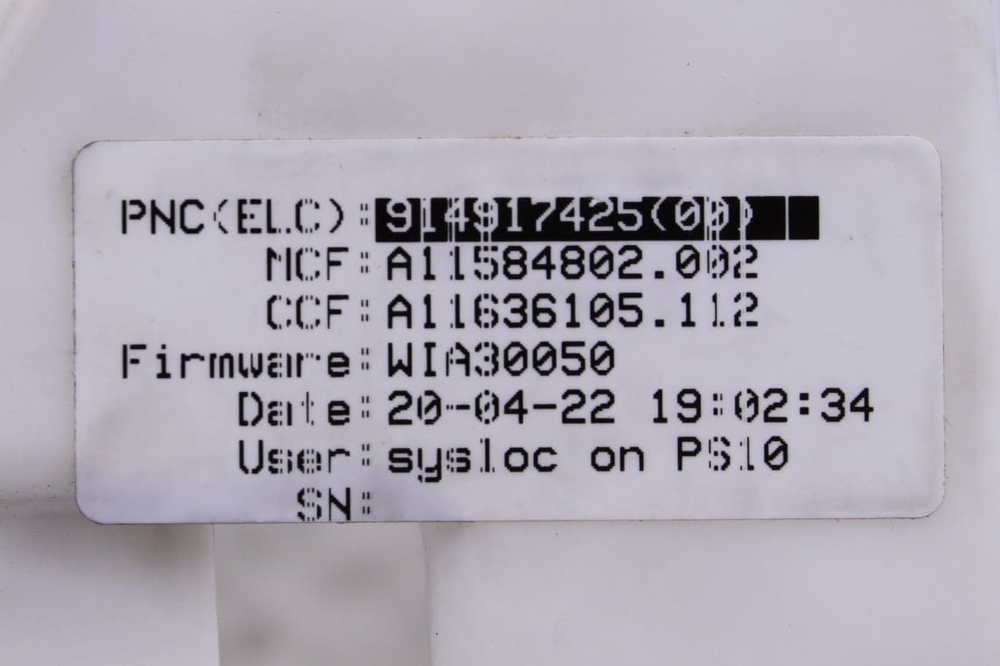 PNC(ELC):914917425(00)
MCF:A11584802.002
CCF:A11636105.112
Firmware:WIA30050
Date:20-04-22 19:02:34
User:sysloc on PS10
SN: